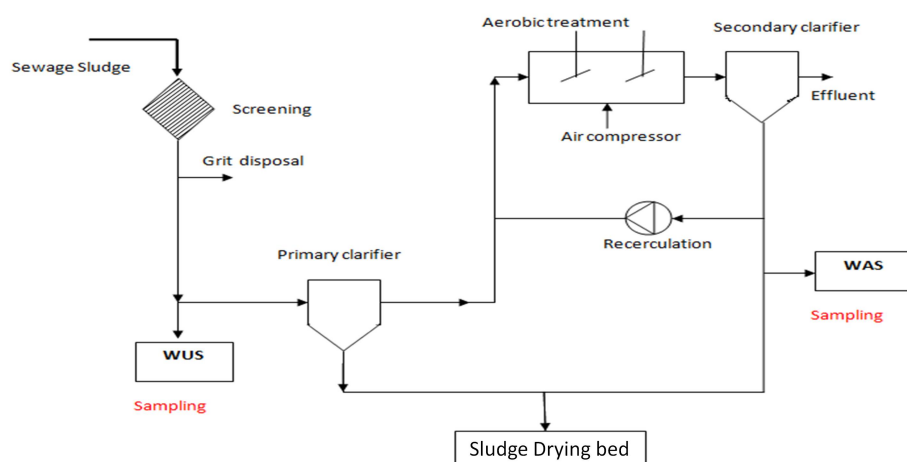 Aerobic treatment
Secondary clarifier
Sewage Sludge
Screening
Effluent
Air compressor
Grit disposal
Recerculation
Primary clarifier
WAS
Sampling
WUS
Sampling
Sludge Drying bed